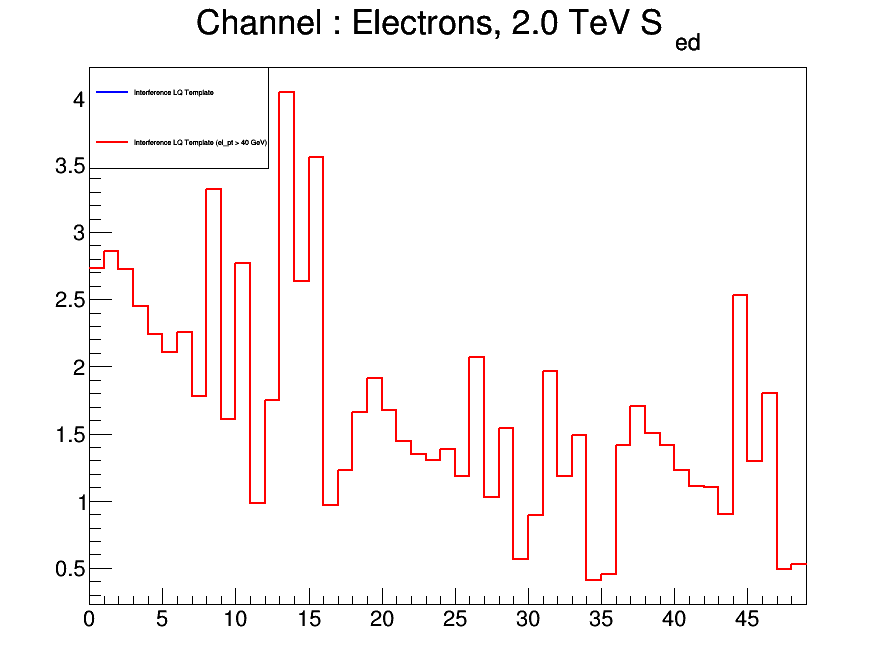 Channel : Electrons, 2.0 TeV S ed
Interference LQ Template
Interference LQ Template (el_pt > 40 GeV)
4
3.5
3
2.5
2
1.5
1
0.5
0 5 10 15 20 25 30 35 40 45